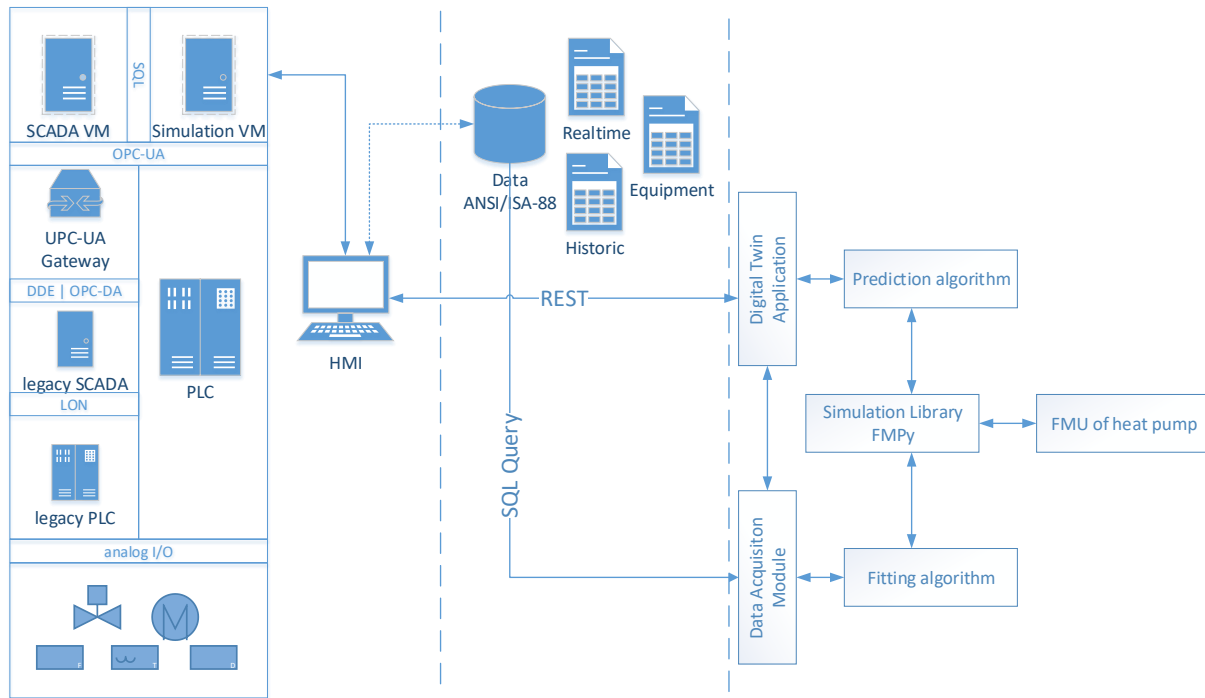 SQL
SCADA VM
Simulation VM
OPC-UA
UPC-UA
Gateway
DDE | OPC-DA
legacy SCADA
LON
legacy PLC
PLC
analog I/O
M
F
T
D
HMI
Data
ANSI/ISA-88
Realtime
Equipment
Historic
REST
SQL Query
Digital Twin
Application
Data Acquisiton
Module
Prediction algorithm
Simulation Library
FMPy
FMU of heat pump
Fitting algorithm